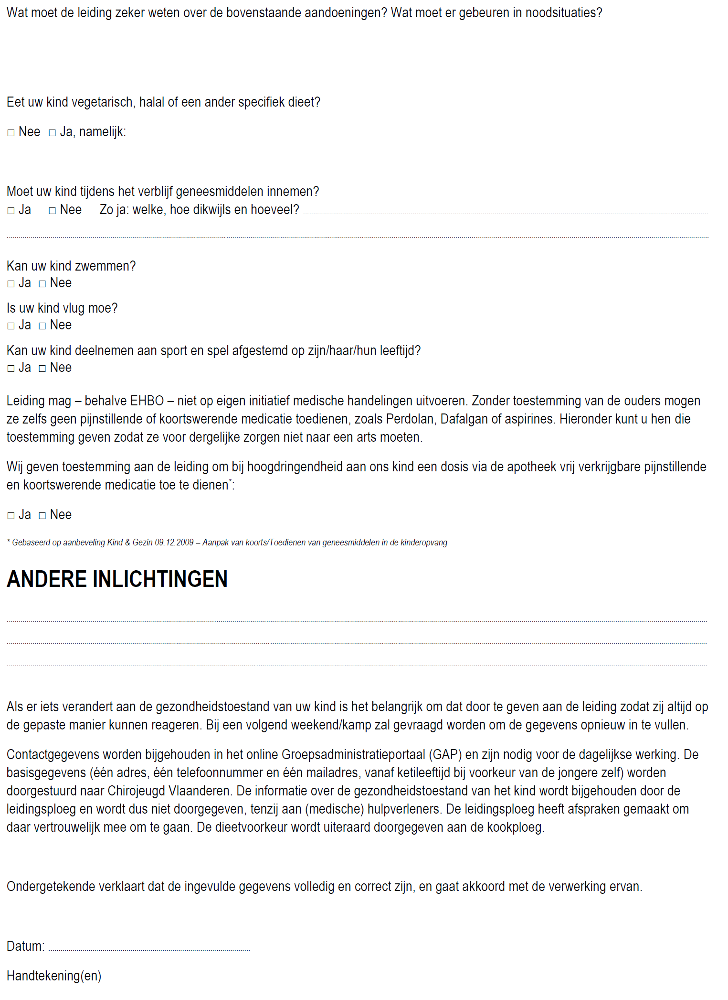 Wat moet de leiding zeker weten over de bovenstaande aandoeningen? Wat moet er gebeuren in noodsituaties?
Eet uw kind vegetarisch, halal of een ander specifiek dieet?
□ Nee □ Ja, namelijk: ........................................
Moet uw kind tijdens het verblijf geneesmiddelen innemen?
□ Ja □ Nee Zo ja: welke, hoe dikwijls en hoeveel? ........................................
........................................
Kan uw kind zwemmen?
□ Ja □ Nee
Is uw kind vlug moe?
□ Ja □ Nee
Kan uw kind deelnemen aan sport en spel afgestemd op zijn/haar/hun leeftijd?
□ Ja □ Nee
Leiding mag – behalve EHBO – niet op eigen initiatief medische handelingen uitvoeren. Zonder toestemming van de ouders mogen
ze zelfs geen pijnstillende of koortswerende medicatie toedienen, zoals Perdolan, Dafalgan of aspirines. Hieronder kunt u hen die
toestemming geven zodat ze voor dergelijke zorgen niet naar een arts moeten.
Wij geven toestemming aan de leiding om bij hoogdringendheid aan ons kind een dosis via de apotheek vrij verkrijgbare pijnstillende
en koortswerende medicatie toe te dienen*:
□ Ja □ Nee
* Gebaseerd op aanbeveling Kind & Gezin 09.12.2009 – Aanpak van koorts/Toedienen van geneesmiddelen in de kinderopvang
ANDERE INLICHTINGEN
........................................
........................................
........................................
Als er iets verandert aan de gezondheidstoestand van uw kind is het belangrijk om dat door te geven aan de leiding zodat zij altijd op
de gepaste manier kunnen reageren. Bij een volgend weekend/kamp zal gevraagd worden om de gegevens opnieuw in te vullen.
Contactgegevens worden bijgehouden in het online Groepsadministratieportaal (GAP) en zijn nodig voor de dagelijkse werking. De
basisgegevens (één adres, één telefoonnummer en één mailadres, vanaf ketileeftijd bij voorkeur van de jongere zelf) worden
doorgestuurd naar Chirojeugd Vlaanderen. De informatie over de gezondheidstoestand van het kind wordt bijgehouden door de
leidingsploeg en wordt dus niet doorgegeven, tenzij aan (medische) hulpverleners. De leidingsploeg heeft afspraken gemaakt om
daar vertrouwelijk mee om te gaan. De dieetvoorkeur wordt uiteraard doorgegeven aan de kookploeg.
Ondergetekende verklaart dat de ingevulde gegevens volledig en correct zijn, en gaat akkoord met de verwerking ervan.
Datum: ........................................
Handtekening(en)